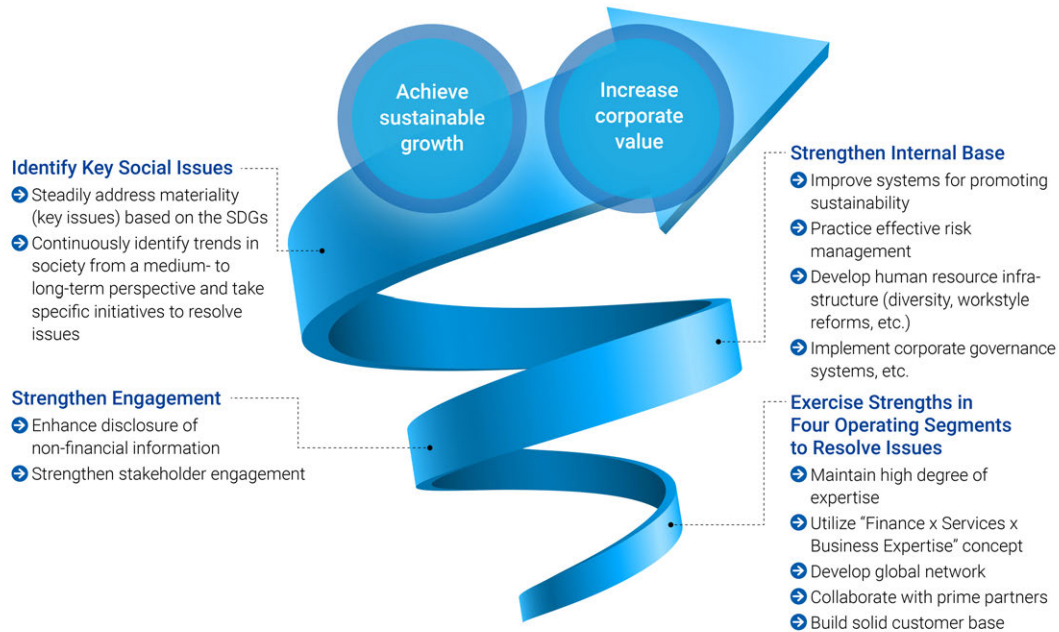 Achieve
sustainable
growth
Increase
corporate
value
Identify Key Social Issues
Steadily address materiality
(key issues) based on the SDGs
Continuously identify trends in
society from a medium- to
long-term perspective and take
specific initiatives to resolve
issues
Strengthen Engagement
Enhance disclosure of
non-financial information
Strengthen stakeholder engagement
Strengthen Internal Base
Improve systems for promoting
sustainability
Practice effective risk
management
Develop human resource infra-
structure (diversity, workstyle
reforms, etc.)
Implement corporate governance
systems, etc.
Exercise Strengths in
Four Operating Segments
to Resolve Issues
Maintain high degree of
expertise
Utilize “Finance x Services x
Business Expertise” concept
Develop global network
Collaborate with prime partners
Build solid customer base